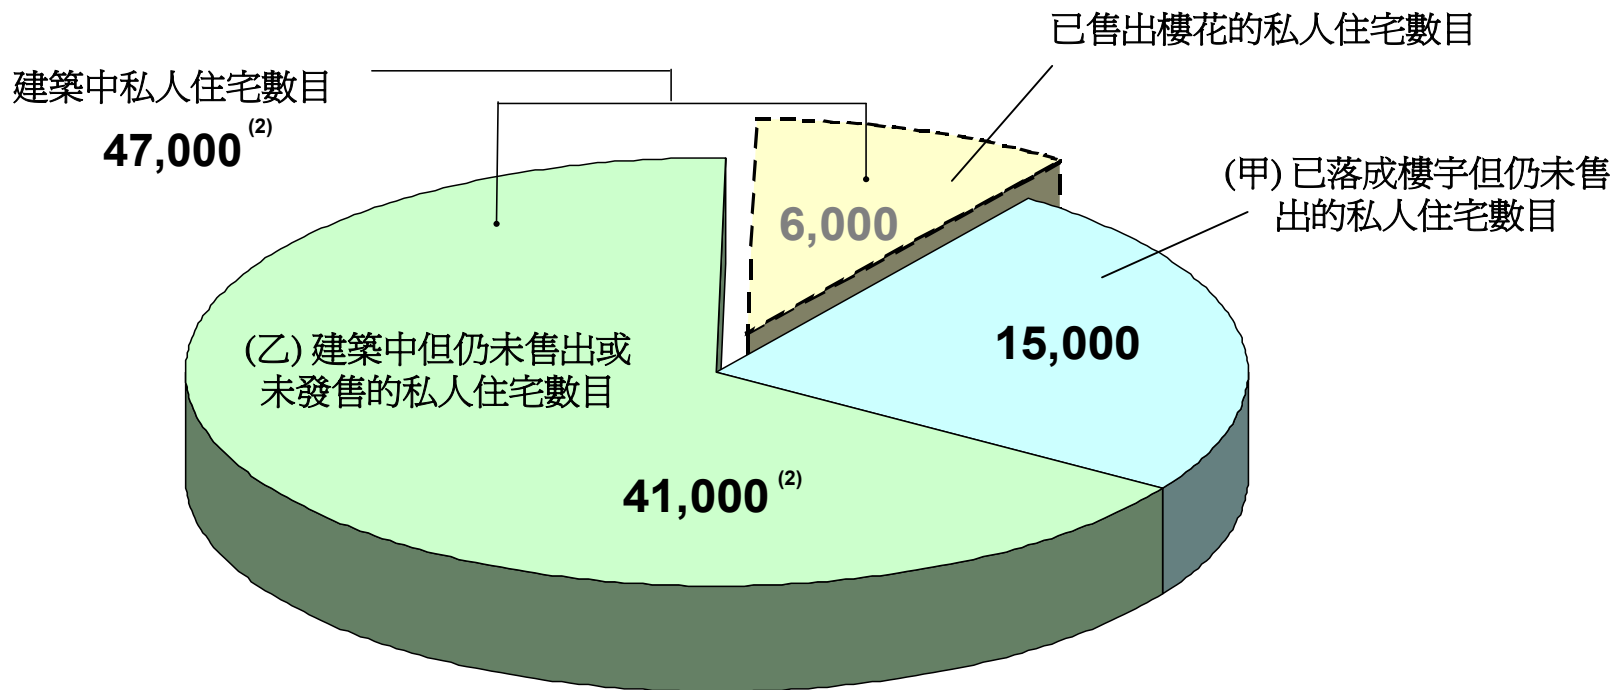 已售出樓花的私人住宅數目
建築中私人住宅數目
47,000 (2)
(甲) 已落成樓宇但仍未售
出的私人住宅數目
6,000
15,000
(乙) 建築中但仍未售出或
未發售的私人住宅數目
41,000 (2)